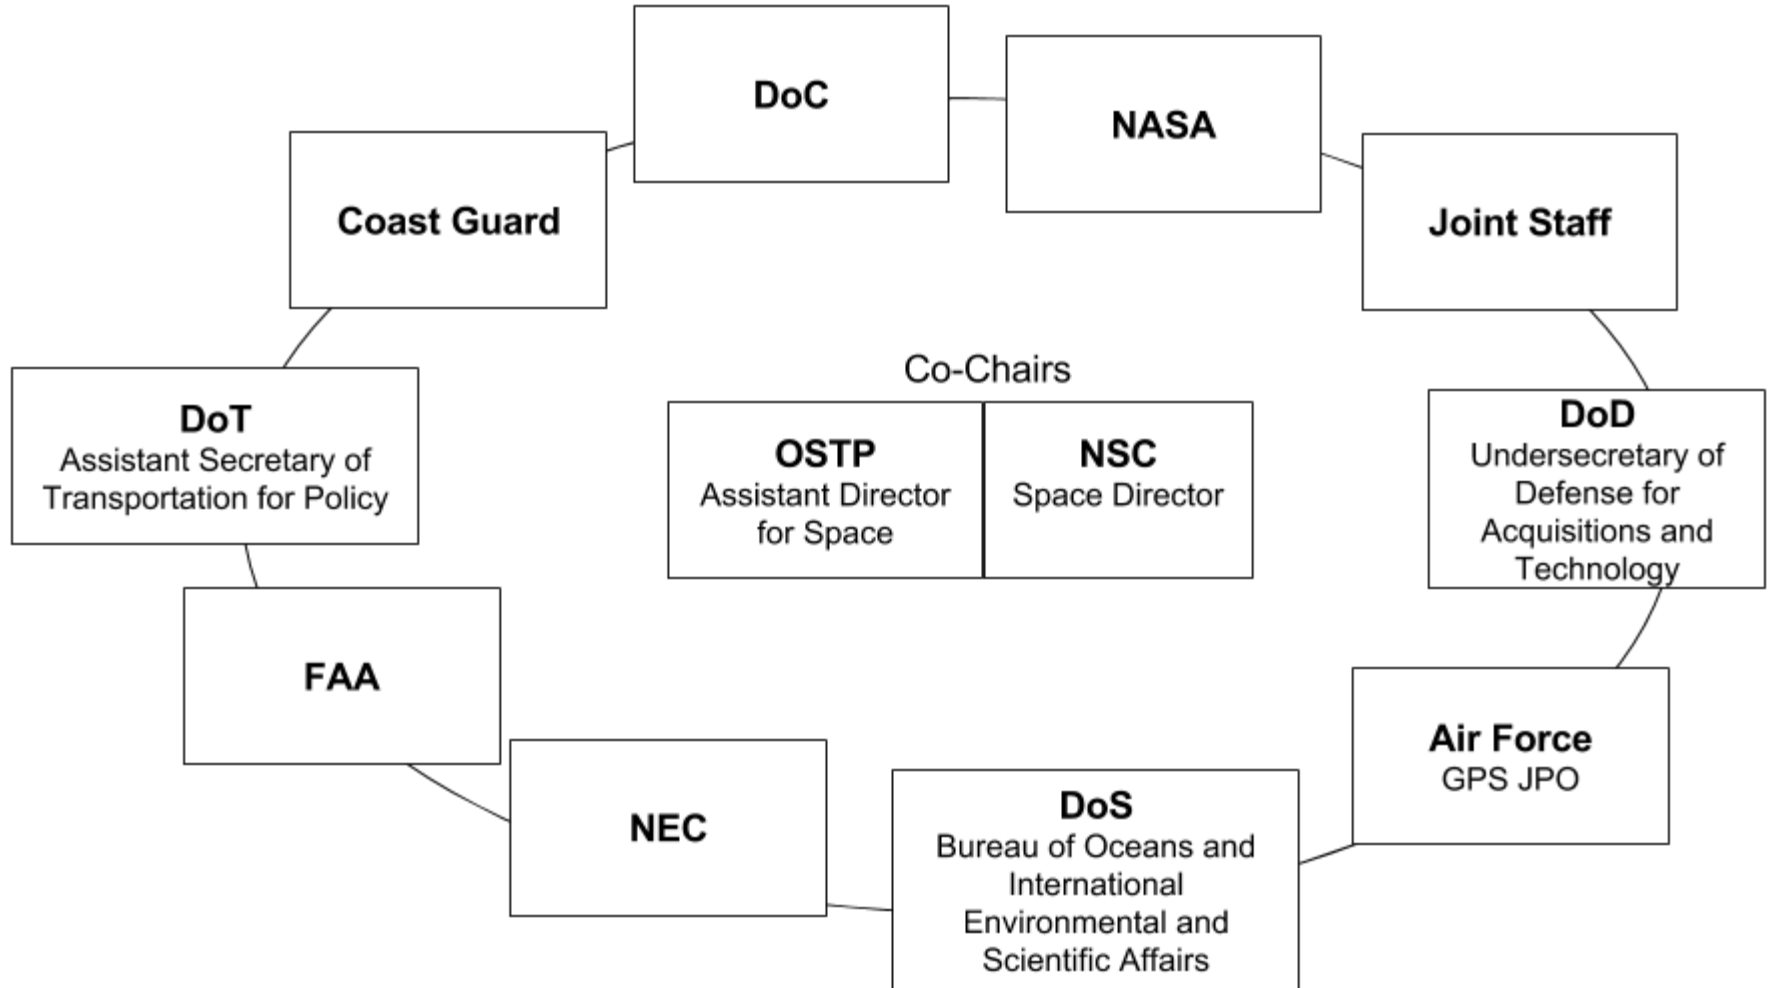 DoC
NASA
Coast Guard
Joint Staff
Co-Chairs
DoT
Assistant Secretary of
Transportation for Policy
OSTP
Assistant Director
for Space
NSC
Space Director
DoD
Undersecretary of
Defense for
Acquisitions and
Technology
FAA
Air Force
GPS JPO
NEC
DoS
Bureau of Oceans and
International
Environmental and
Scientific Affairs